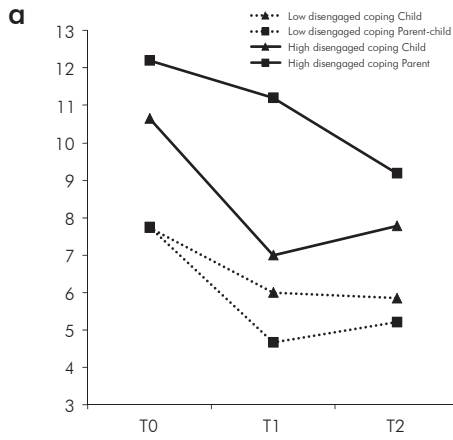 a
Low disengaged coping Child
Low disengaged coping Parent-child
High disengaged coping Child
High disengaged coping Parent
13
12
11
10
9
8
7
6
5
4
3
T0 T1 T2